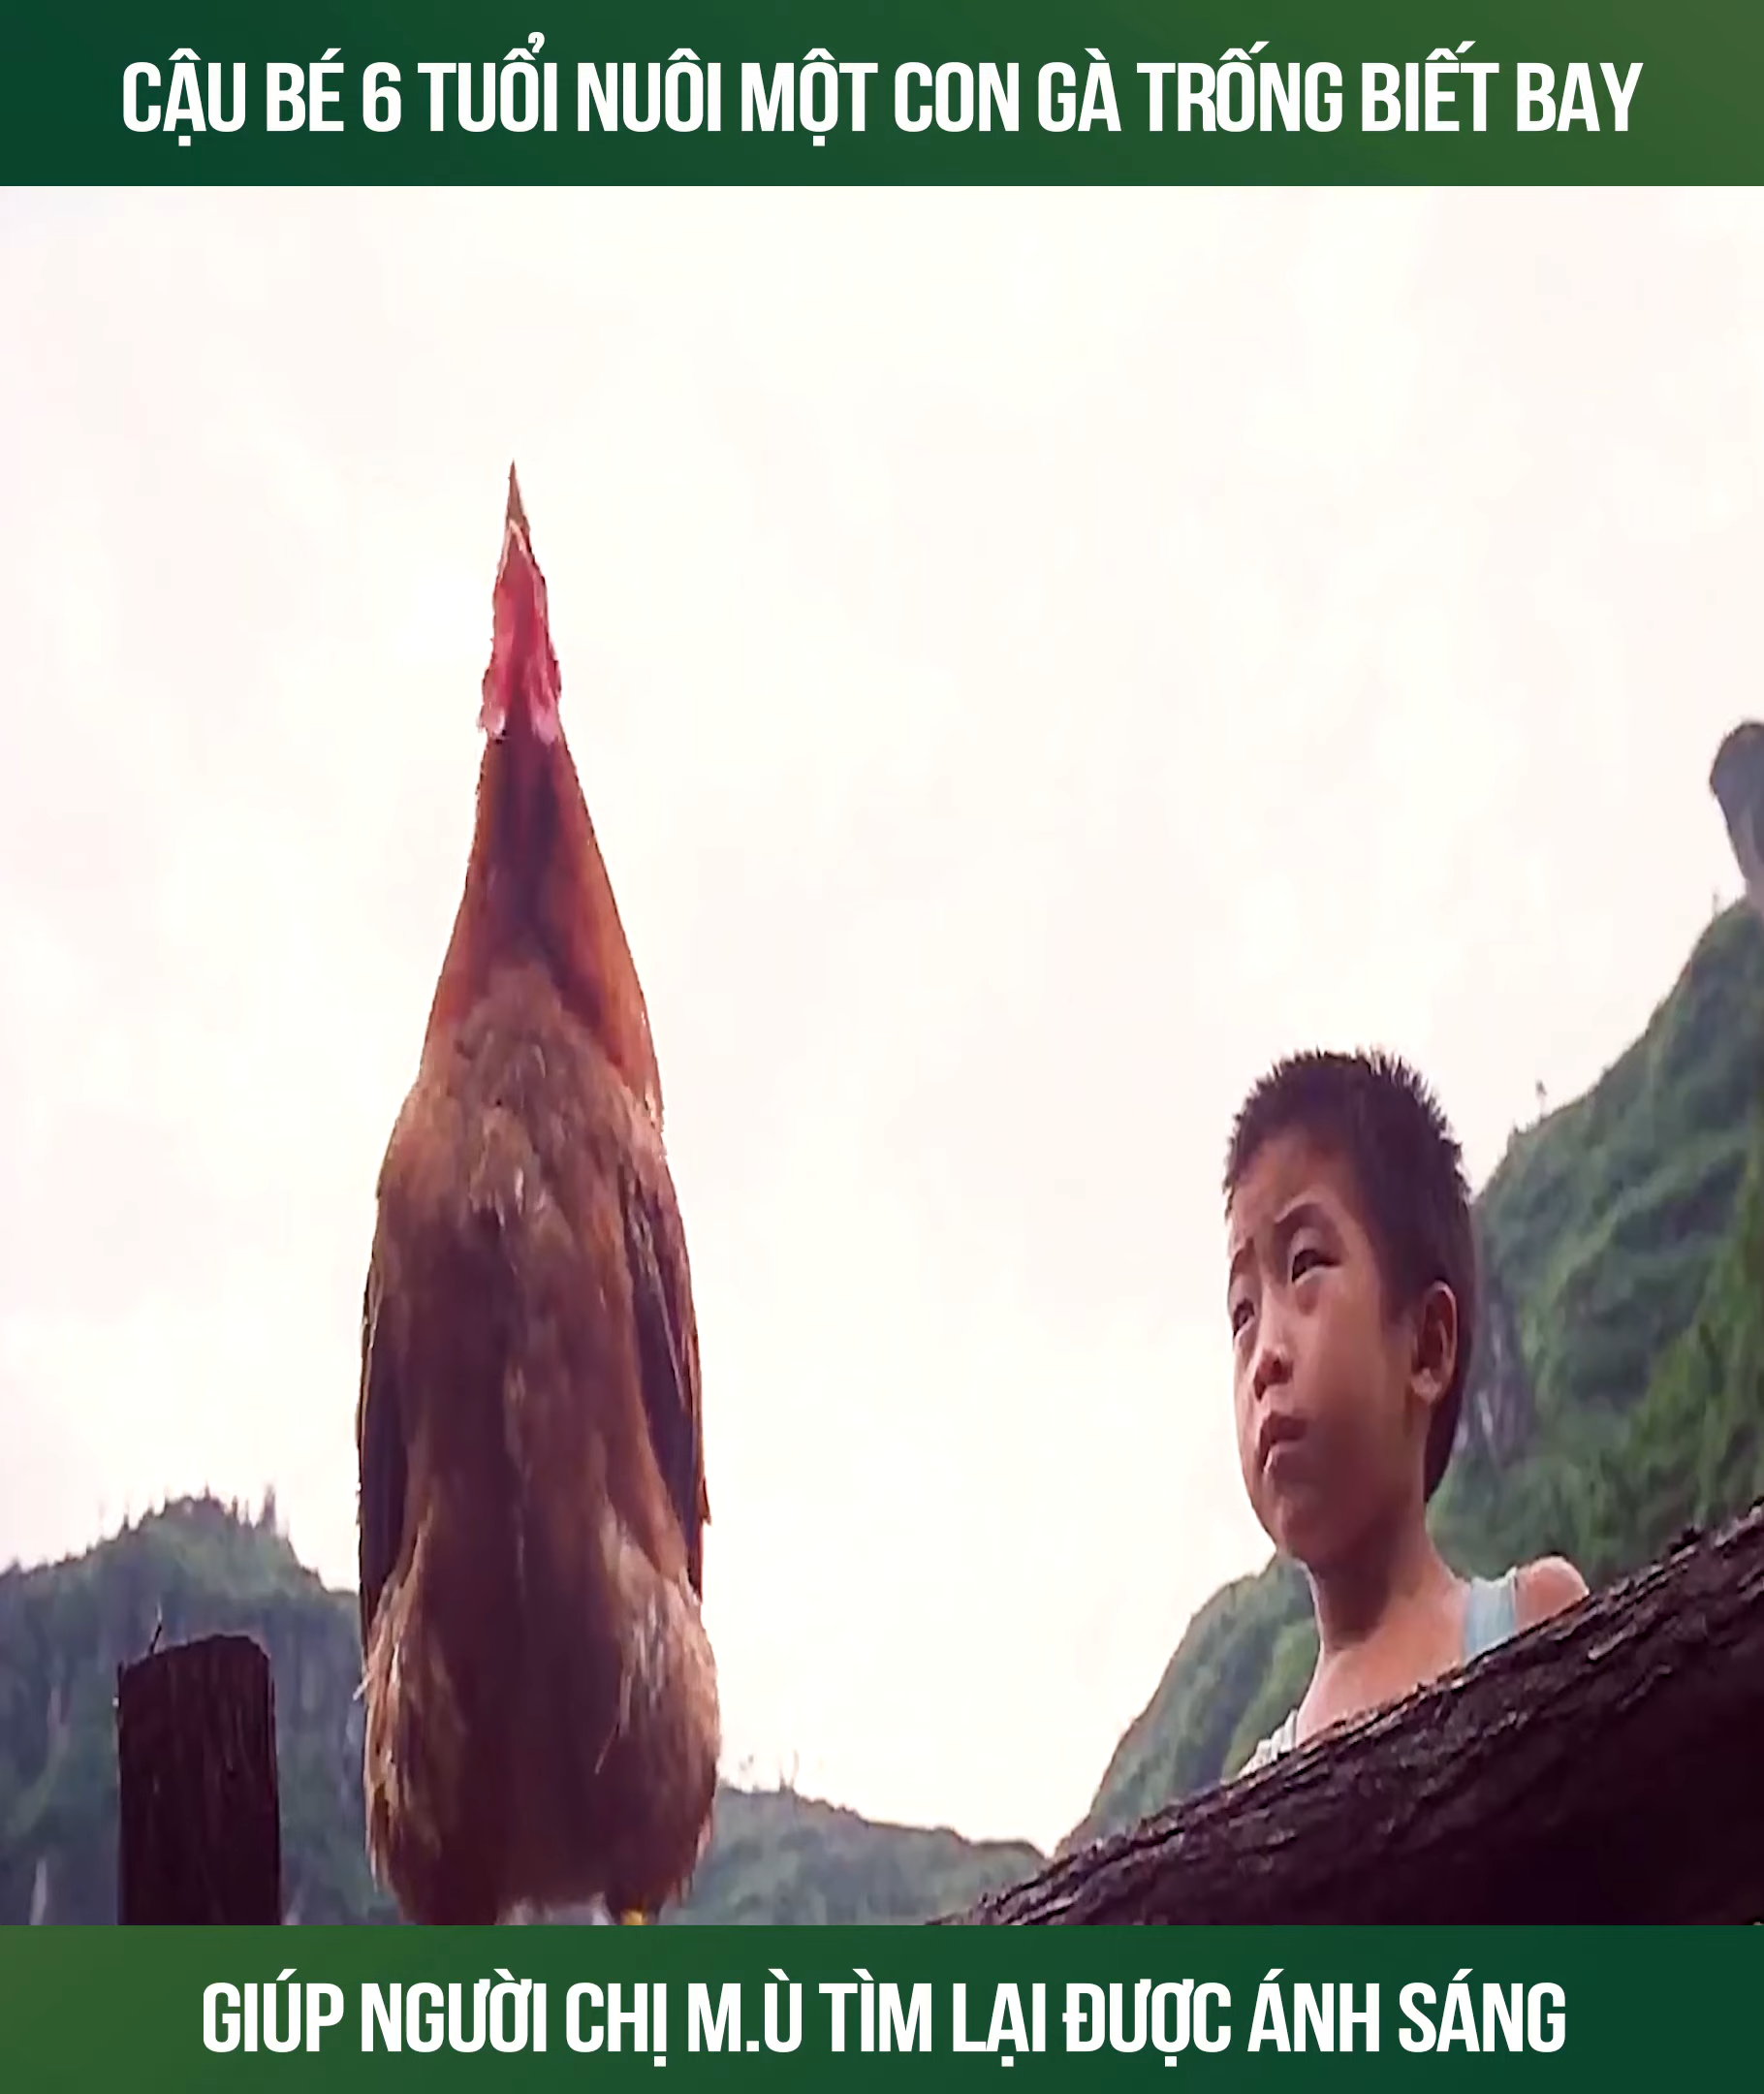 CẬU BÉ 6 TUỔI NUÔI MỘT CON GÀ TRỐNG BIẾT BAY
GIÚP NGƯỜI CHỊ M.Ù TÌM LẠI ĐƯỢC ÁNH SÁNG